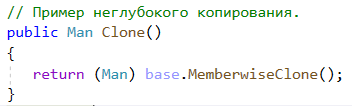 // Пример неглубокого копирования.
public Man Clone()
{
return (Man) base.MemberwiseClone();
}